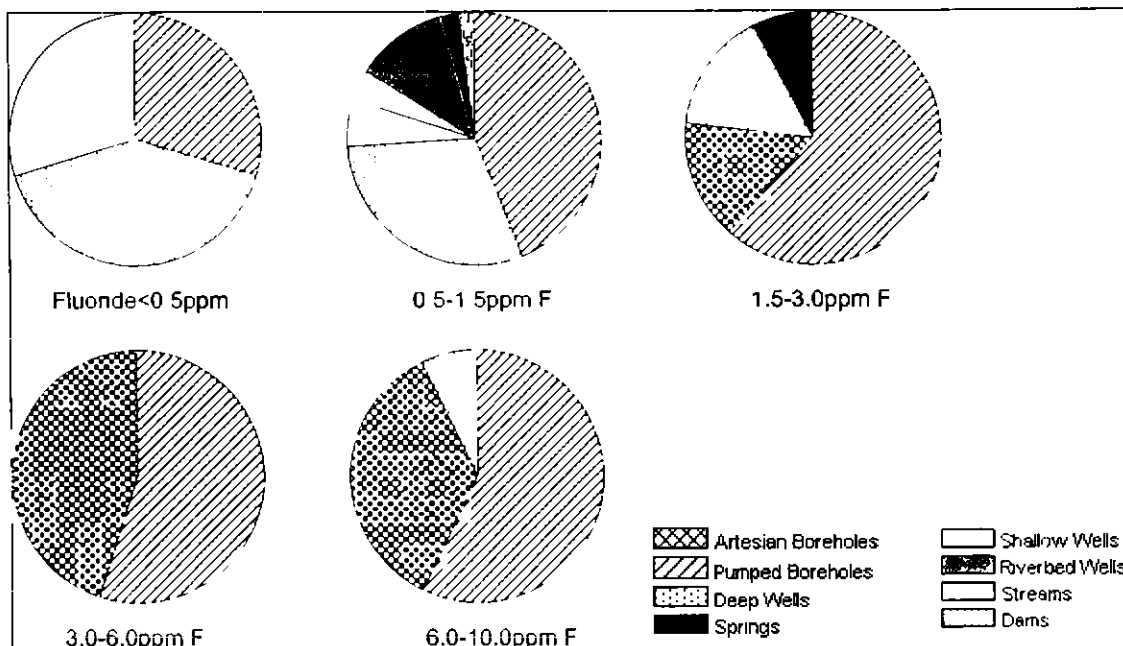 Fluonde<0 5ppm
0 5-1 5ppm F
1.5-3.0ppm F
3.0-6.0ppm F
6.0-10.0ppm F
Artesian Boreholes
Pumped Boreholes
Deep Wells
Springs
Shallow Wells
Riverbed Wells
Streams
Dams